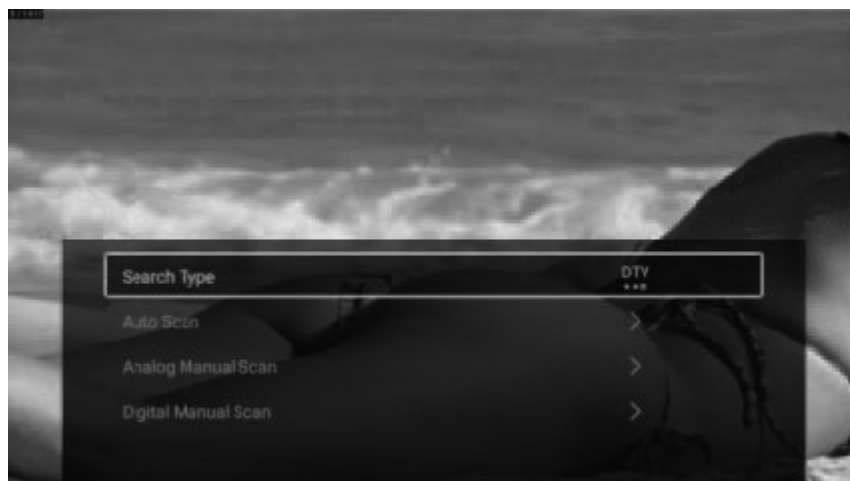 Search Type DTV
Auto Scan
Analog Manual Scan
Digital Manual Scan